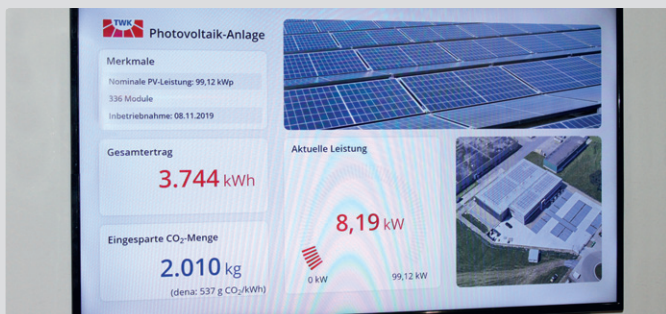 TWK
Photovoltaik-Anlage
Merkmale
Nominale PV-Leistung: 99,12 kWp
336 Module
Inbetriebnahme: 08.11.2019
Gesamtertrag
3.744 kWh
Eingesparte CO₂-Menge
2.010 kg
(dena: 537 g CO₂/kWh)
Aktuelle Leistung
8,19 kW
0 kW
99,12 kW